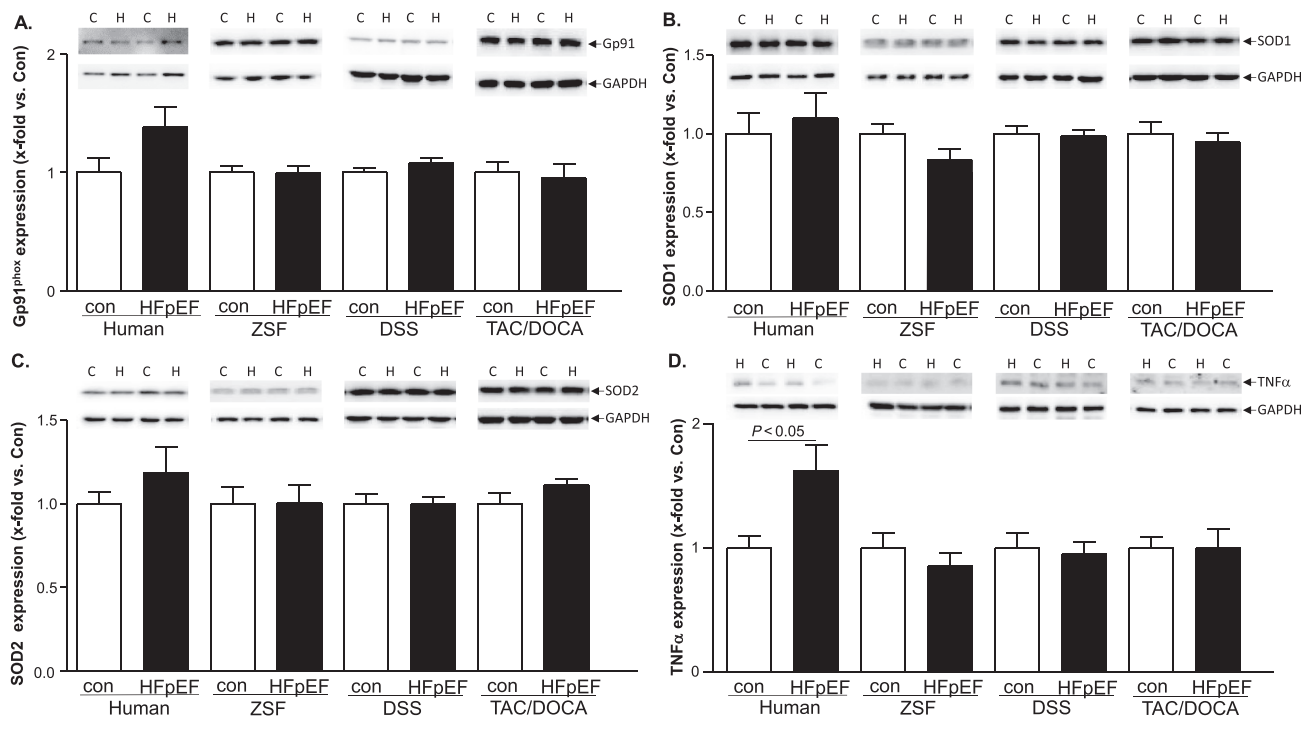 A.
C H C H C H C H C H C H C H C H
Gp91
GAPDH
Gp91phox expression (x-fold vs. Con)
2
1
0
con HFpEF con HFpEF con HFpEF con HFpEF
Human ZSF DSS TAC/DOCA
B.
C H C H C H C H C H C H C H C H
SOD1
GAPDH
SOD1 expression (x-fold vs. Con)
1.5
1.0
0.5
0.0
con HFpEF con HFpEF con HFpEF con HFpEF
Human ZSF DSS TAC/DOCA
C.
C H C H C H C H C H C H C H C H
SOD2
GAPDH
SOD2 expression (x-fold vs. Con)
1.5
1.0
0.5
0.0
con HFpEF con HFpEF con HFpEF con HFpEF
Human ZSF DSS TAC/DOCA
D.
H C H C H C H C H C H C H C H C
TNFα
GAPDH
TNFα expression (x-fold vs. Con)
2
1
0
P < 0.05
con HFpEF con HFpEF con HFpEF con HFpEF
Human ZSF DSS TAC/DOCA